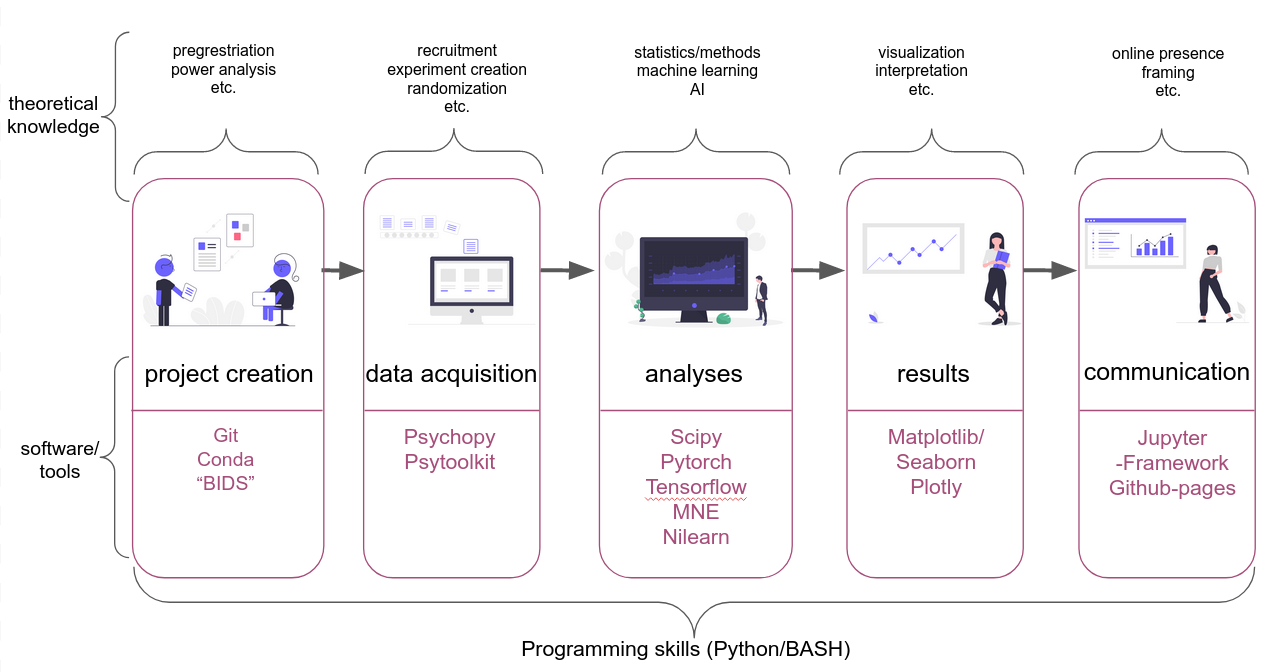 pregrestriation
power analysis
etc.
recruitment
experiment creation
randomization
etc.
statistics/methods
machine learning
AI
visualization
interpretation
etc.
online presence
framing
etc.
theoretical
knowledge
project creation
data acquisition
analyses
results
communication
software/
tools
Git
Conda
“BIDS”
Psychopy
Psytoolkit
Scipy
Pytorch
Tensorflow
MNE
Nilearn
Matplotlib/
Seaborn
Plotly
Jupyter
-Framework
Github-pages
Programming skills (Python/BASH)